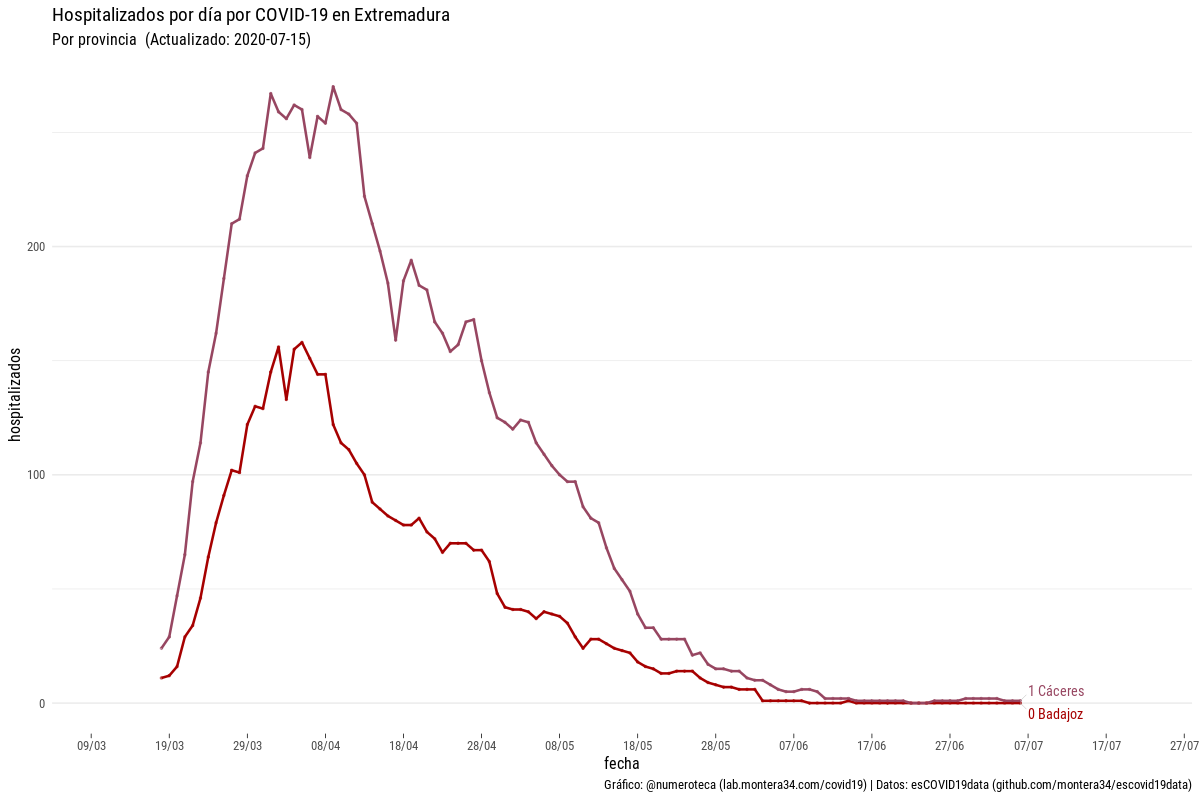 Hospitalizados por día por COVID-19 en Extremadura
Por provincia (Actualizado: 2020-07-15)
hospitalizados
200
100
0
1 Cáceres
0 Badajoz
09/03 19/03 29/03 08/04 18/04 28/04 08/05 18/05 28/05 07/06 17/06 27/06 07/07 17/07 27/07
fecha
Gráfico: @numeroteca (lab.montera34.com/covid19) | Datos: esCOVID19data (github.com/montera34/escovid19data)